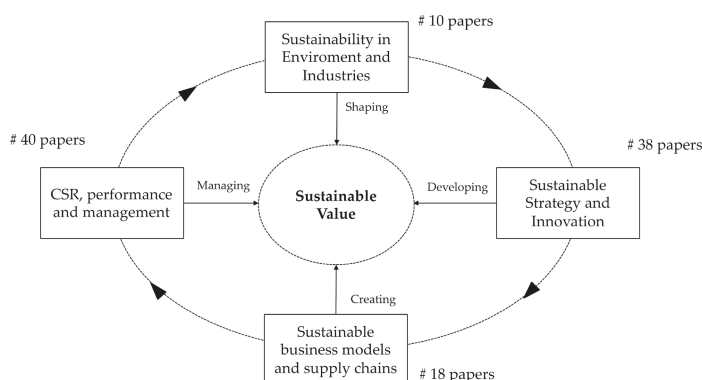 # 10 papers
Sustainability in
Enviroment and
Industries
Shaping
# 40 papers
# 38 papers
CSR, performance
and management
Managing
Sustainable
Value
Developing
Sustainable
Strategy and
Innovation
Creating
Sustainable
business models
and supply chains
# 18 papers